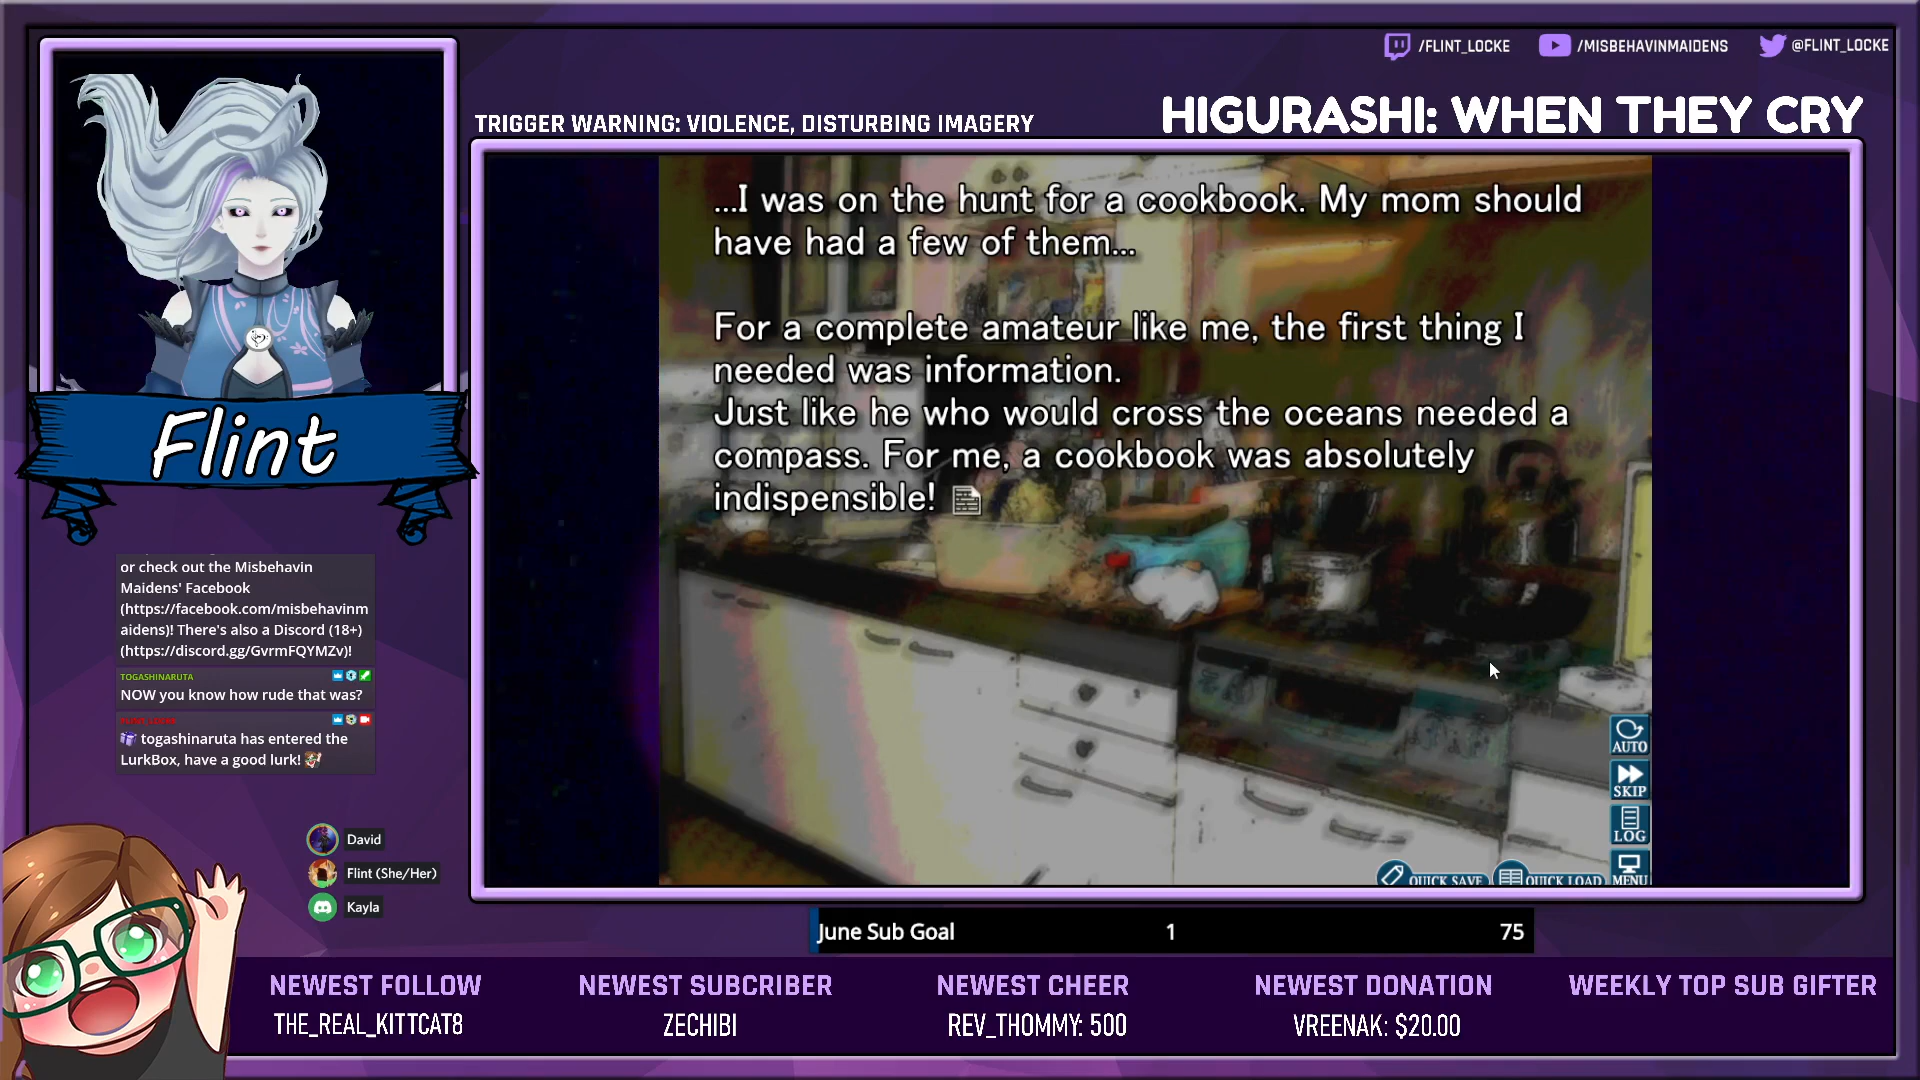 /FLINT_LOCKE
/MISBEHAVINMAIDENS
@FLINT_LOCKE
TRIGGER WARNING: VIOLENCE, DISTURBING IMAGERY
HIGURASHI: WHEN THEY CRY
...I was on the hunt for a cookbook. My mom should
have had a few of them...
For a complete amateur like me, the first thing I
needed was information.
Just like he who would cross the oceans needed a
compass. For me, a cookbook was absolutely
indispensible!
AUTO
SKIP
LOG
MENU
QUICK SAVE
QUICK LOAD
Flint
or check out the Misbehavin
Maidens' Facebook
(https://facebook.com/misbehavinm
aidens)! There's also a Discord (18+)
(https://discord.gg/GvrmFQYMZv)!
TOGASHINARUTA
NOW you know how rude that was?
togashinaruta has entered the
LurkBox, have a good lurk!
David
Flint (She/Her)
Kayla
June Sub Goal 1 75
NEWEST FOLLOW
THE_REAL_KITTCAT8
NEWEST SUBCRIBER
ZECHIBI
NEWEST CHEER
REV_THOMMY: 500
NEWEST DONATION
VREENAK: $20.00
WEEKLY TOP SUB GIFTER